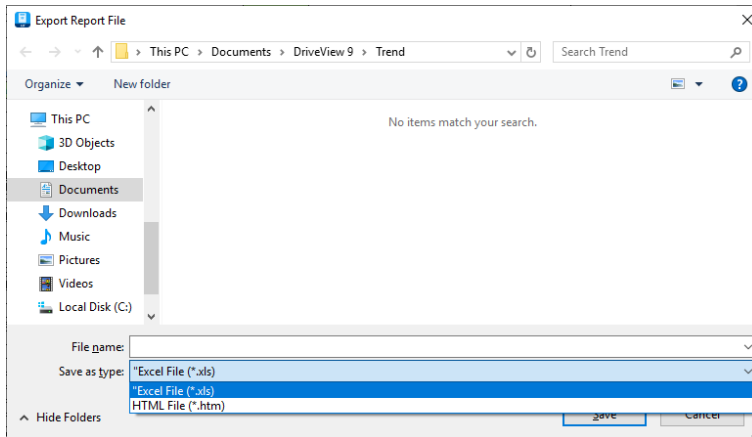 Export Report File
This PC > Documents > DriveView 9 > Trend
Search Trend
Organize
New folder
This PC
3D Objects
Desktop
Documents
Downloads
Music
Pictures
Videos
Local Disk (C:)
No items match your search.
File name:
Save as type: "Excel File (*.xls)
"Excel File (*.xls)
HTML File (*.htm)
Hide Folders
Save
Cancel